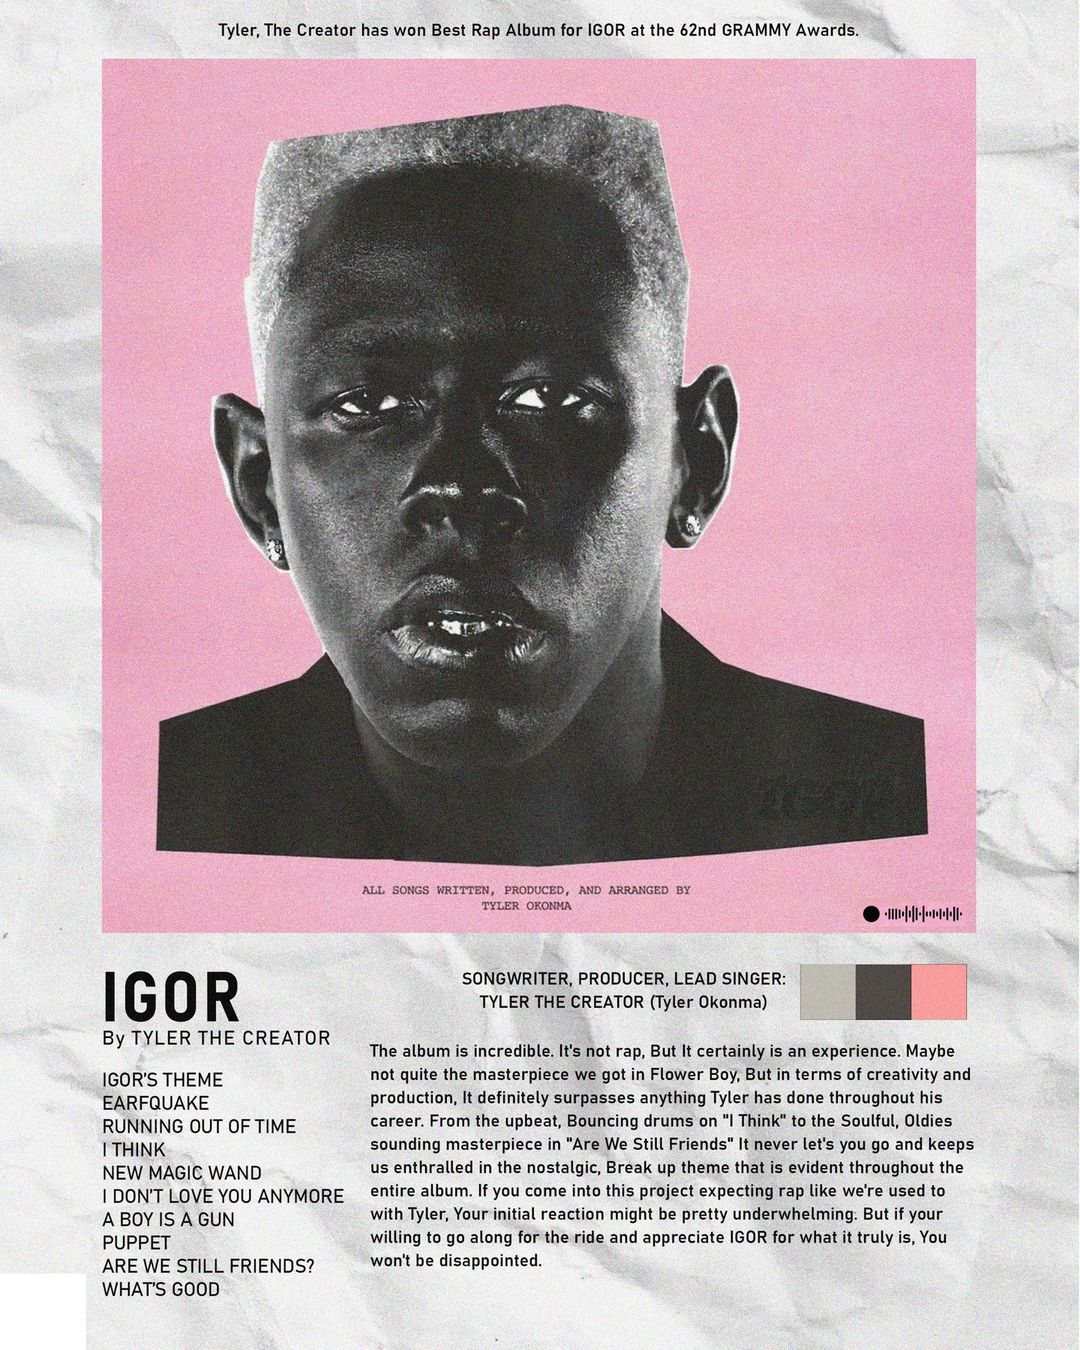 Tyler, The Creator has won Best Rap Album for IGOR at the 62nd GRAMMY Awards.
ALL SONGS WRITTEN, PRODUCED, AND ARRANGED BY
TYLER OKONMA
IGOR
By TYLER THE CREATOR
IGOR'S THEME
EARFQUAKE
RUNNING OUT OF TIME
I THINK
NEW MAGIC WAND
I DON'T LOVE YOU ANYMORE
A BOY IS A GUN
PUPPET
ARE WE STILL FRIENDS?
WHAT'S GOOD
SONGWRITER, PRODUCER, LEAD SINGER:
TYLER THE CREATOR (Tyler Okonma)
The album is incredible. It's not rap, But It certainly is an experience. Maybe
not quite the masterpiece we got in Flower Boy, But in terms of creativity and
production, It definitely surpasses anything Tyler has done throughout his
career. From the upbeat, Bouncing drums on "I Think" to the Soulful, Oldies
sounding masterpiece in "Are We Still Friends" It never let's you go and keeps
us enthralled in the nostalgic, Break up theme that is evident throughout the
entire album. If you come into this project expecting rap like we're used to
with Tyler, Your initial reaction might be pretty underwhelming. But if your
willing to go along for the ride and appreciate IGOR for what it truly is, You
won't be disappointed.